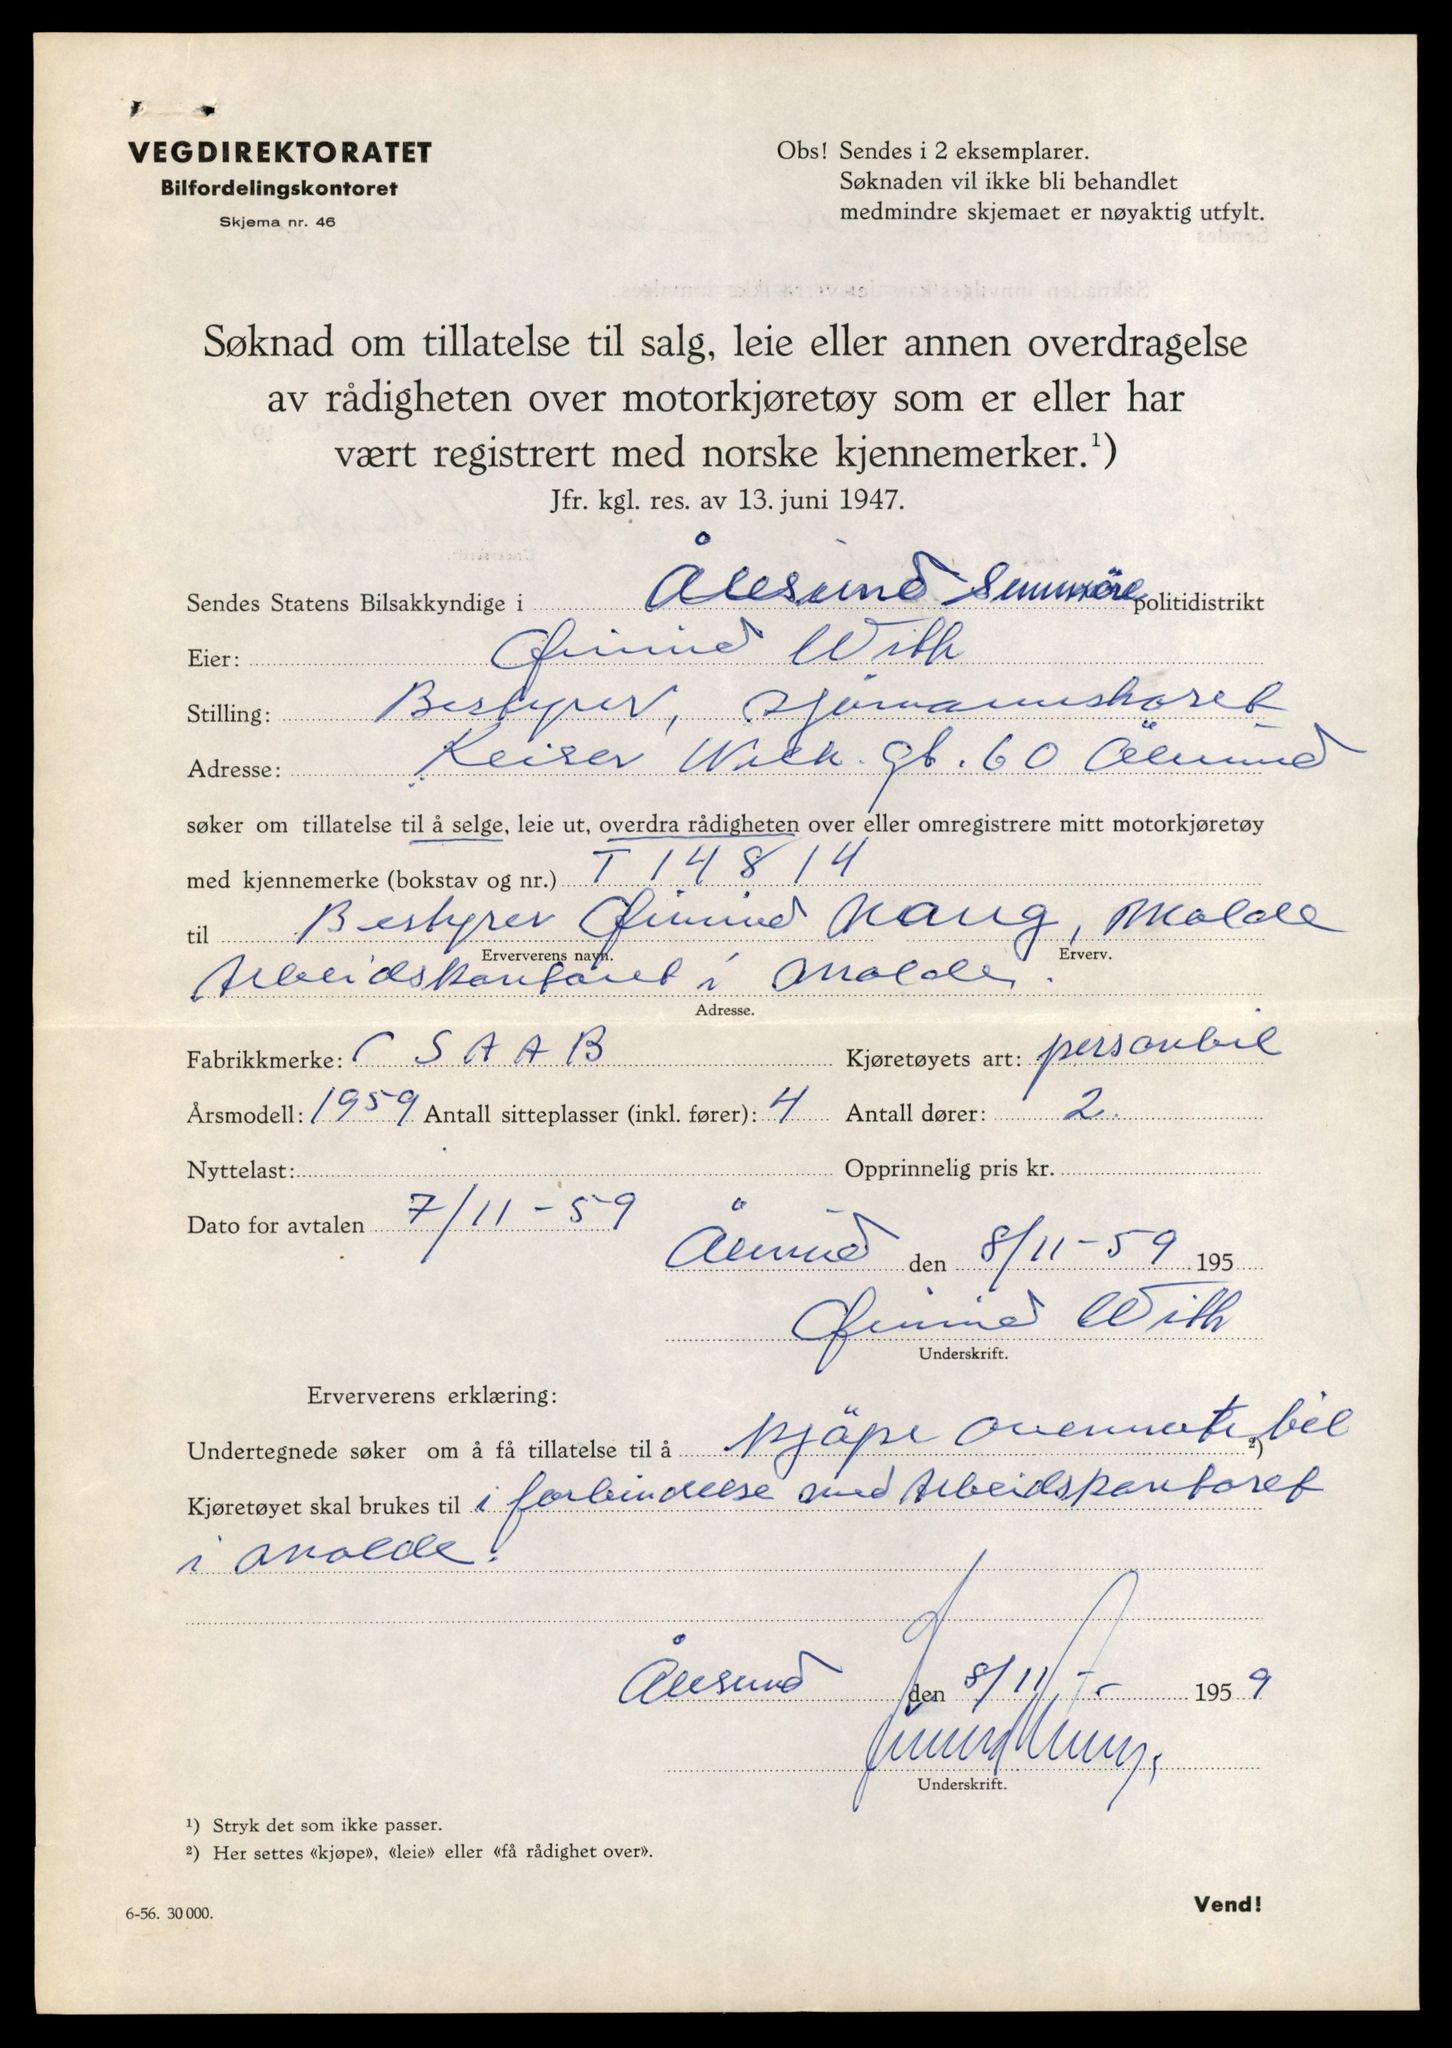 VEGDIREKTORATET
Bilfordelingskontoret
Skjema nr. 46
Obs! Sendes i 2 eksemplarer.
Søknaden vil ikke bli behandlet
medmindre skjemaet er nøyaktig utfylt.
Søknad om tillatelse til salg, leie eller annen overdragelse
av rådigheten over motorkjøretøy som er eller har
vært registrert med norske kjennemerker.¹)
Jfr. kgl. res. av 13. juni 1947.
Sendes Statens Bilsakkyndige i Ålesund Sunnmöre politidistrikt
Eier: Øivind With
Stilling: Bestyrer, Sjömannskoret
Adresse: Keiser Wilh. gt. 60 Ålesund
søker om tillatelse til å selge, leie ut, overdra rådigheten over eller omregistrere mitt motorkjøretøy
med kjennemerke (bokstav og nr.) T 14814
til Bestyrer Øivind Haug, Molde
Erververens navn. Erverv.
Arbeidskontoret i Molde.
Adresse.
Fabrikkmerke: SAAB Kjøretøyets art: personbil
Årsmodell: 1959 Antall sitteplasser (inkl. fører): 4 Antall dører: 2.
Nyttelast: Opprinnelig pris kr.
Dato for avtalen 7/11-59
Ålesund den 8/11-59 195
Øivind With
Underskrift.
Erververens erklæring:
Undertegnede søker om å få tillatelse til å kjöpe ovennevnte bil ²)
Kjøretøyet skal brukes til i forbindelse med Arbeidskontoret
i Molde.
Ålesund den 8/11 1959
Øivind Haug.
Underskrift.
¹) Stryk det som ikke passer.
²) Her settes «kjøpe», «leie» eller «få rådighet over».
6-56. 30 000.
Vend!